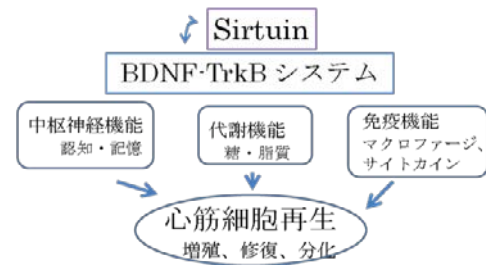 Sirtuin
BDNF-TrkB システム
中枢神経機能
認知・記憶
代謝機能
糖・脂質
免疫機能
マクロファージ、
サイトカイン
心筋細胞再生
増殖、修復、分化